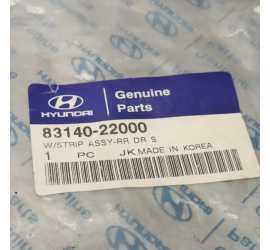 HYUNDAI
Genuine
Parts
83140-22000
W/STRIP ASSY-RR DR S
1 PC JK MADE IN KOREA